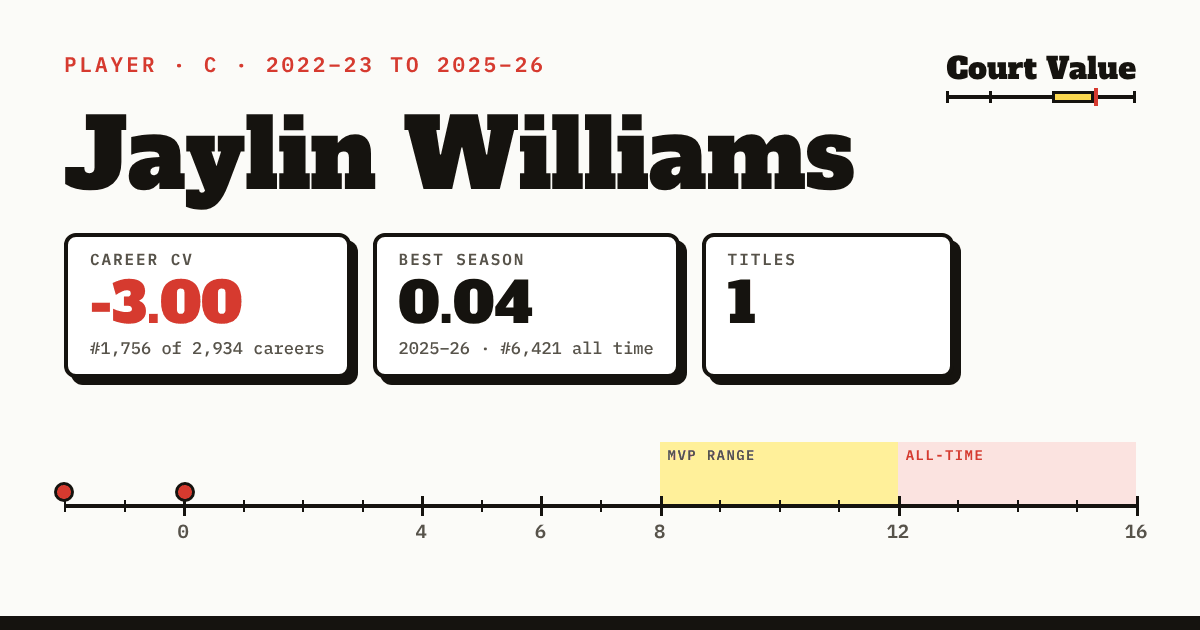 PLAYER · C · 2022–23 TO 2025–26
Court Value
Jaylin Williams
CAREER CV
-3.00
#1,756 of 2,934 careers
BEST SEASON
0.04
2025–26 · #6,421 all time
TITLES
1
MVP RANGE
ALL-TIME
0 4 6 8 12 16